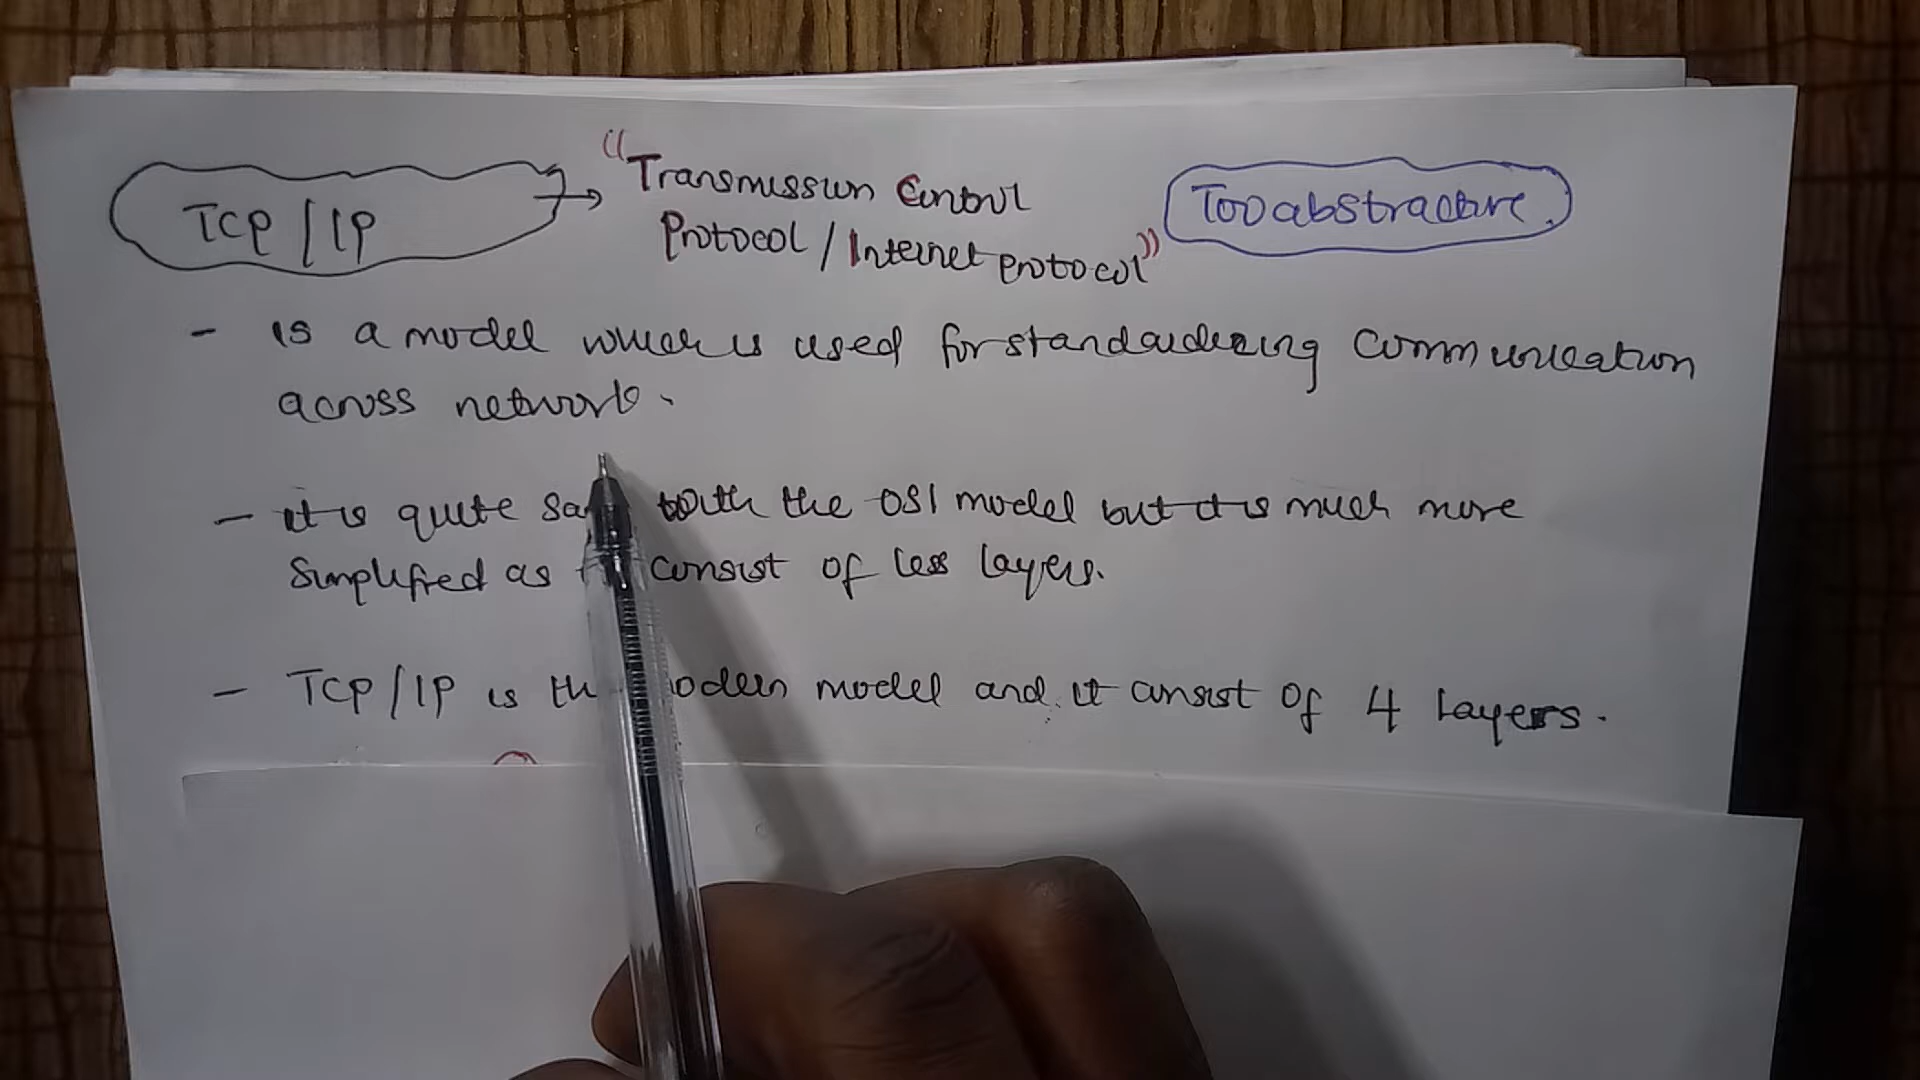 TCP/IP
"Transmission Control
Protocol / Internet protocol"
Too abstracture.
- is a model which is used for standardizing communication
across network.
- it is quite with the OSI model but it is much more
Simplified as consist of less layers.
- TCP/IP is model and it consist of 4 layers.